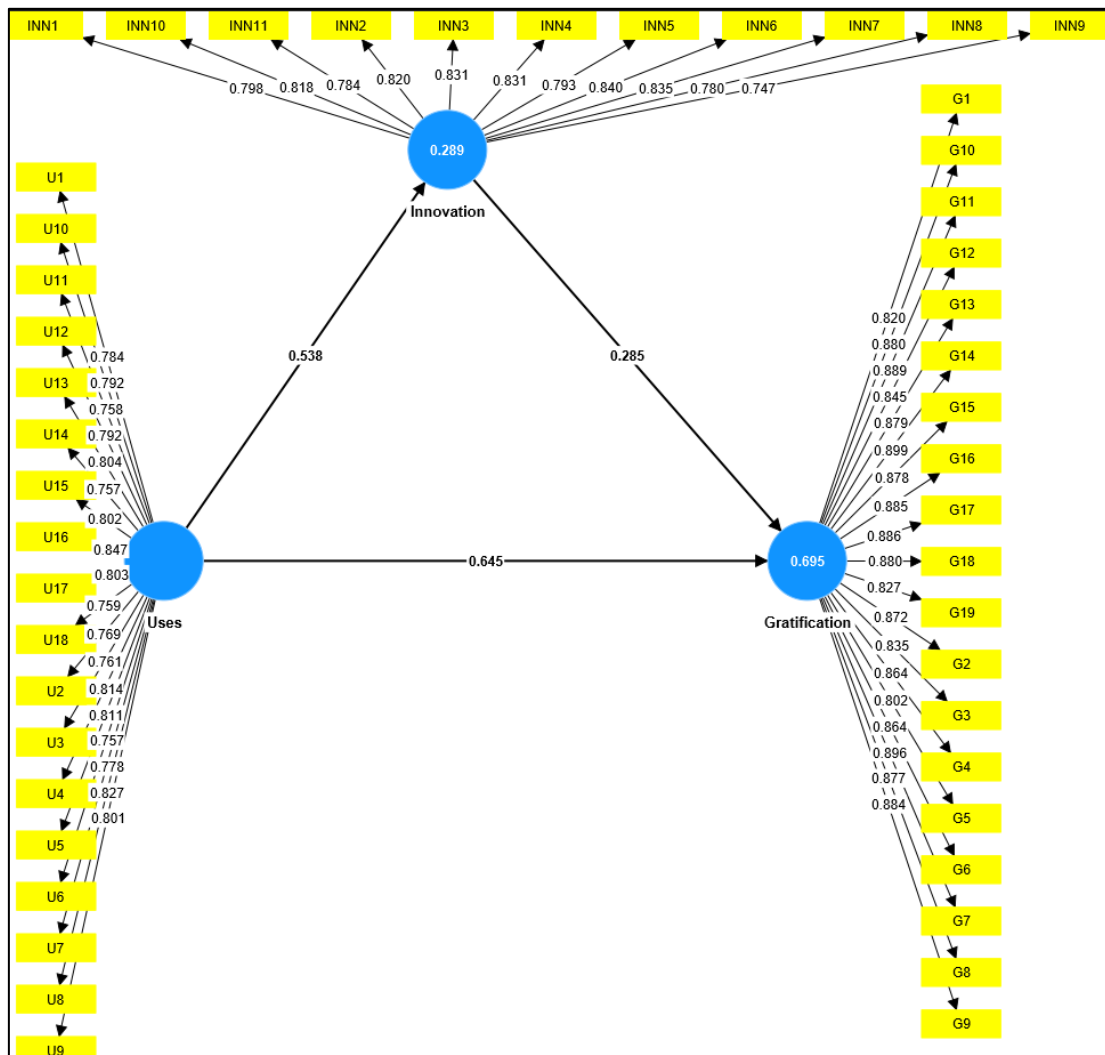 INN1 INN10 INN11 INN2 INN3 INN4 INN5 INN6 INN7 INN8 INN9
0.798 0.818 0.784 0.820 0.831 0.831 0.793 0.840 0.835 0.780 0.747
0.289
Innovation
U1
U10
U11
U12
U13
U14
U15
U16
U17
U18
U2
U3
U4
U5
U6
U7
U8
U9
0.784
0.792
0.758
0.792
0.804
0.757
0.802
0.847
0.803
0.759
0.769
0.761
0.814
0.811
0.757
0.778
0.827
0.801
Uses
0.538
0.285
0.645
0.695
Gratification
0.820
0.880
0.889
0.845
0.879
0.899
0.878
0.885
0.886
0.880
0.827
0.872
0.835
0.864
0.802
0.864
0.896
0.877
0.884
G1
G10
G11
G12
G13
G14
G15
G16
G17
G18
G19
G2
G3
G4
G5
G6
G7
G8
G9